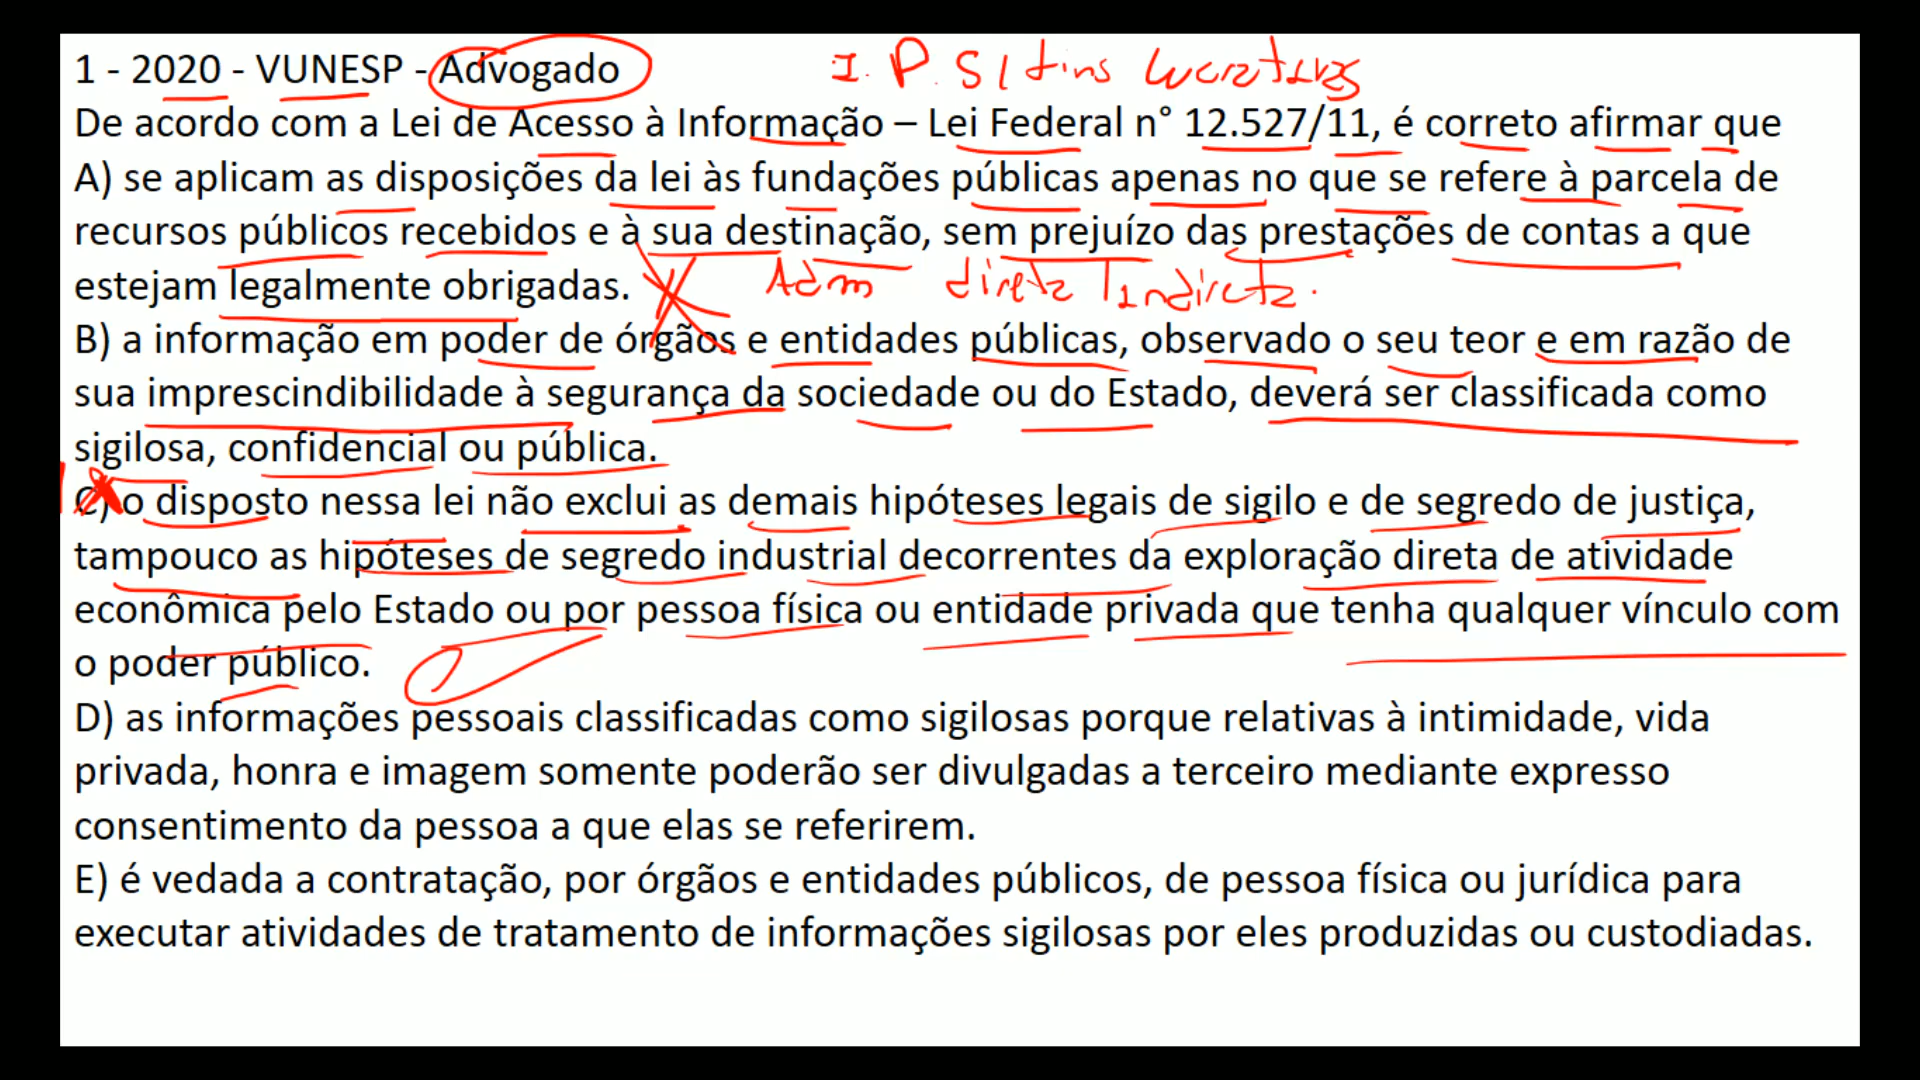 1 - 2020 - VUNESP - Advogado
I. P. S/ fins lucrativos
De acordo com a Lei de Acesso à Informação – Lei Federal n° 12.527/11, é correto afirmar que
A) se aplicam as disposições da lei às fundações públicas apenas no que se refere à parcela de
recursos públicos recebidos e à sua destinação, sem prejuízo das prestações de contas a que
estejam legalmente obrigadas.
Adm direta / Indireta.
B) a informação em poder de órgãos e entidades públicas, observado o seu teor e em razão de
sua imprescindibilidade à segurança da sociedade ou do Estado, deverá ser classificada como
sigilosa, confidencial ou pública.
C) o disposto nessa lei não exclui as demais hipóteses legais de sigilo e de segredo de justiça,
tampouco as hipóteses de segredo industrial decorrentes da exploração direta de atividade
econômica pelo Estado ou por pessoa física ou entidade privada que tenha qualquer vínculo com
o poder público.
D) as informações pessoais classificadas como sigilosas porque relativas à intimidade, vida
privada, honra e imagem somente poderão ser divulgadas a terceiro mediante expresso
consentimento da pessoa a que elas se referirem.
E) é vedada a contratação, por órgãos e entidades públicos, de pessoa física ou jurídica para
executar atividades de tratamento de informações sigilosas por eles produzidas ou custodiadas.